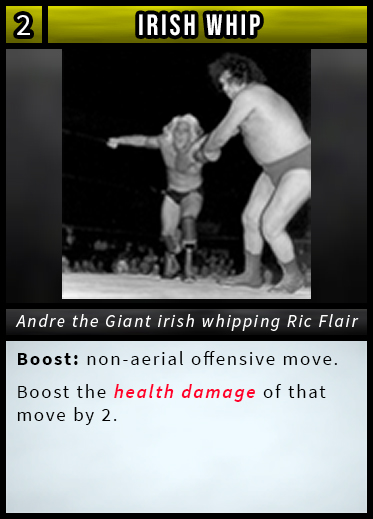 2
IRISH WHIP
Andre the Giant irish whipping Ric Flair
Boost: non-aerial offensive move.
Boost the health damage of that
move by 2.